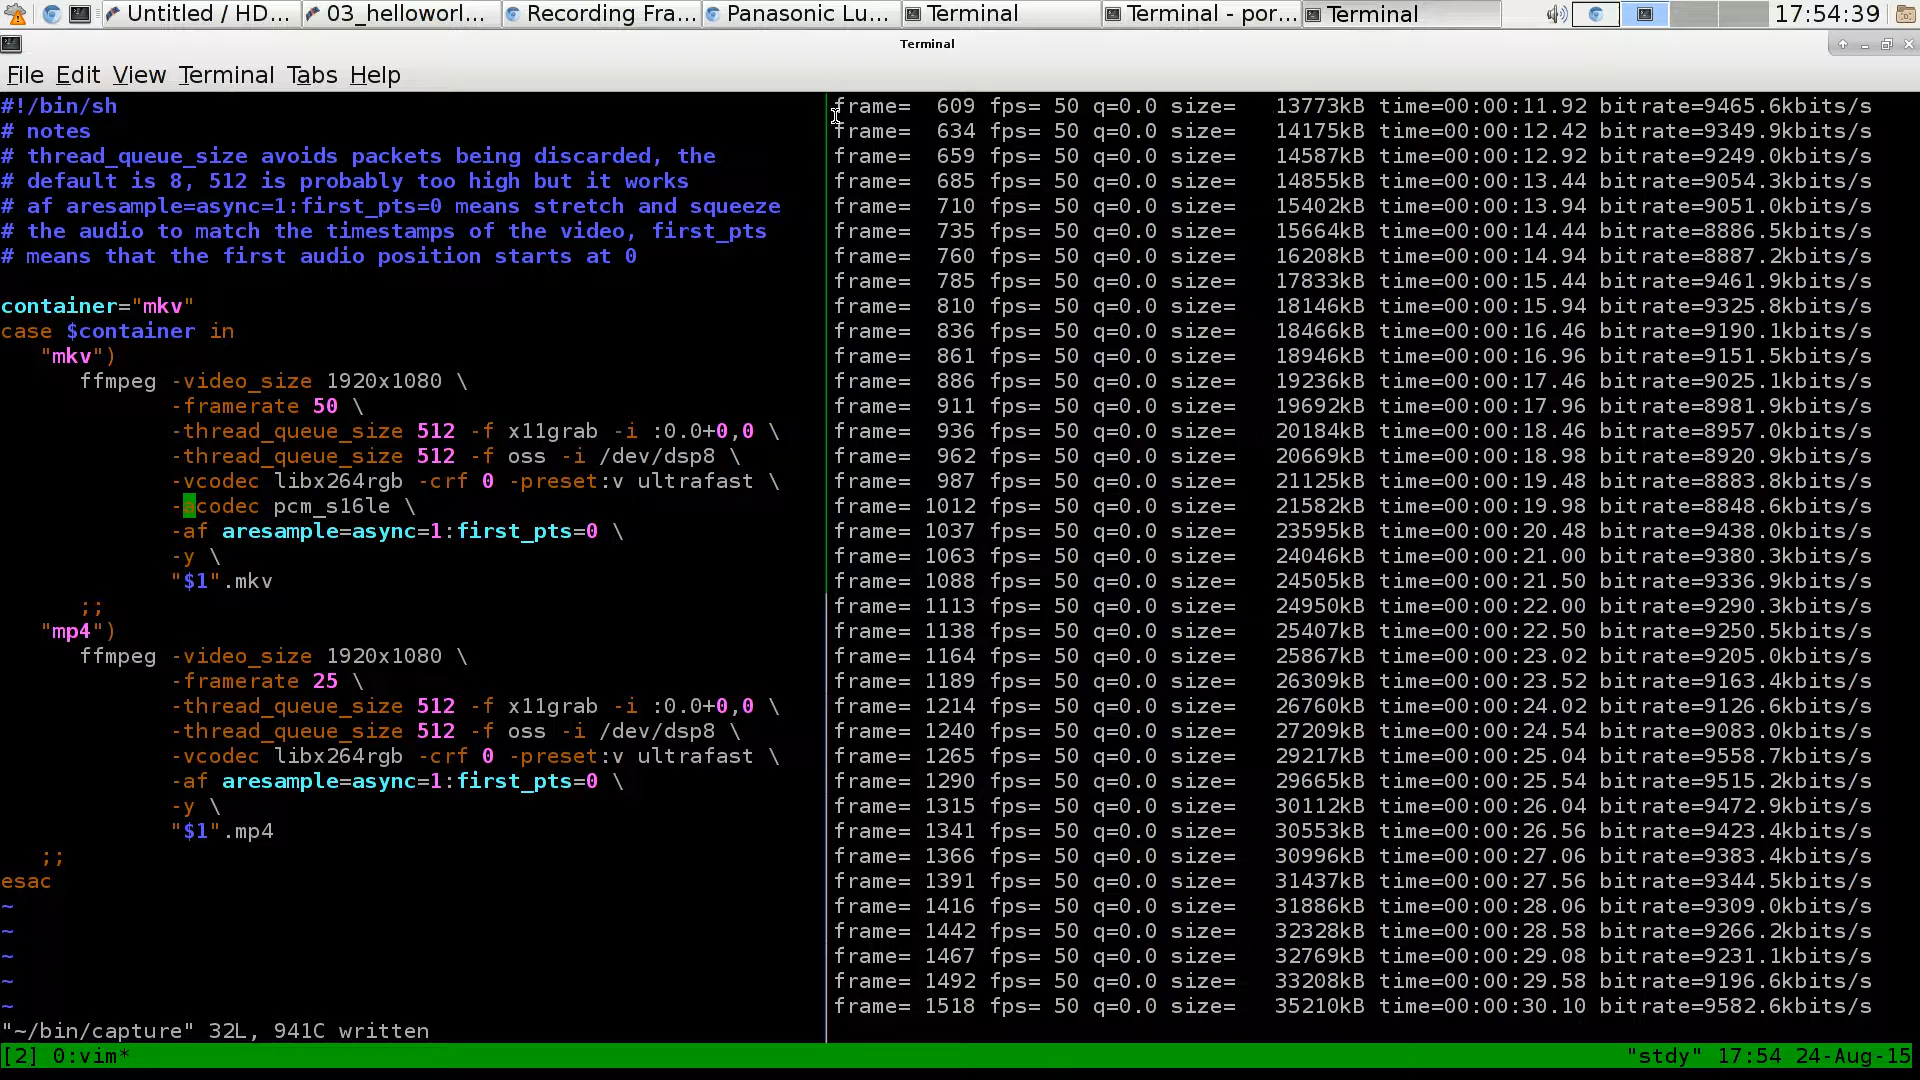 Untitled / HD... 03_helloworl... Recording Fra... Panasonic Lu... Terminal Terminal - por... Terminal 17:54:39
Terminal
File Edit View Terminal Tabs Help
#!/bin/sh
# notes
# thread_queue_size avoids packets being discarded, the
# default is 8, 512 is probably too high but it works
# af aresample=async=1:first_pts=0 means stretch and squeeze
# the audio to match the timestamps of the video, first_pts
# means that the first audio position starts at 0
container="mkv"
case $container in
"mkv")
ffmpeg -video_size 1920x1080 \
-framerate 50 \
-thread_queue_size 512 -f x11grab -i :0.0+0,0 \
-thread_queue_size 512 -f oss -i /dev/dsp8 \
-vcodec libx264rgb -crf 0 -preset:v ultrafast \
-acodec pcm_s16le \
-af aresample=async=1:first_pts=0 \
-y \
"$1".mkv
;;
"mp4")
ffmpeg -video_size 1920x1080 \
-framerate 25 \
-thread_queue_size 512 -f x11grab -i :0.0+0,0 \
-thread_queue_size 512 -f oss -i /dev/dsp8 \
-vcodec libx264rgb -crf 0 -preset:v ultrafast \
-af aresample=async=1:first_pts=0 \
-y \
"$1".mp4
;;
esac
~
~
~
~
~
"~/bin/capture" 32L, 941C written
frame= 609 fps= 50 q=0.0 size= 13773kB time=00:00:11.92 bitrate=9465.6kbits/s
frame= 634 fps= 50 q=0.0 size= 14175kB time=00:00:12.42 bitrate=9349.9kbits/s
frame= 659 fps= 50 q=0.0 size= 14587kB time=00:00:12.92 bitrate=9249.0kbits/s
frame= 685 fps= 50 q=0.0 size= 14855kB time=00:00:13.44 bitrate=9054.3kbits/s
frame= 710 fps= 50 q=0.0 size= 15402kB time=00:00:13.94 bitrate=9051.0kbits/s
frame= 735 fps= 50 q=0.0 size= 15664kB time=00:00:14.44 bitrate=8886.5kbits/s
frame= 760 fps= 50 q=0.0 size= 16208kB time=00:00:14.94 bitrate=8887.2kbits/s
frame= 785 fps= 50 q=0.0 size= 17833kB time=00:00:15.44 bitrate=9461.9kbits/s
frame= 810 fps= 50 q=0.0 size= 18146kB time=00:00:15.94 bitrate=9325.8kbits/s
frame= 836 fps= 50 q=0.0 size= 18466kB time=00:00:16.46 bitrate=9190.1kbits/s
frame= 861 fps= 50 q=0.0 size= 18946kB time=00:00:16.96 bitrate=9151.5kbits/s
frame= 886 fps= 50 q=0.0 size= 19236kB time=00:00:17.46 bitrate=9025.1kbits/s
frame= 911 fps= 50 q=0.0 size= 19692kB time=00:00:17.96 bitrate=8981.9kbits/s
frame= 936 fps= 50 q=0.0 size= 20184kB time=00:00:18.46 bitrate=8957.0kbits/s
frame= 962 fps= 50 q=0.0 size= 20669kB time=00:00:18.98 bitrate=8920.9kbits/s
frame= 987 fps= 50 q=0.0 size= 21125kB time=00:00:19.48 bitrate=8883.8kbits/s
frame= 1012 fps= 50 q=0.0 size= 21582kB time=00:00:19.98 bitrate=8848.6kbits/s
frame= 1037 fps= 50 q=0.0 size= 23595kB time=00:00:20.48 bitrate=9438.0kbits/s
frame= 1063 fps= 50 q=0.0 size= 24046kB time=00:00:21.00 bitrate=9380.3kbits/s
frame= 1088 fps= 50 q=0.0 size= 24505kB time=00:00:21.50 bitrate=9336.9kbits/s
frame= 1113 fps= 50 q=0.0 size= 24950kB time=00:00:22.00 bitrate=9290.3kbits/s
frame= 1138 fps= 50 q=0.0 size= 25407kB time=00:00:22.50 bitrate=9250.5kbits/s
frame= 1164 fps= 50 q=0.0 size= 25867kB time=00:00:23.02 bitrate=9205.0kbits/s
frame= 1189 fps= 50 q=0.0 size= 26309kB time=00:00:23.52 bitrate=9163.4kbits/s
frame= 1214 fps= 50 q=0.0 size= 26760kB time=00:00:24.02 bitrate=9126.6kbits/s
frame= 1240 fps= 50 q=0.0 size= 27209kB time=00:00:24.54 bitrate=9083.0kbits/s
frame= 1265 fps= 50 q=0.0 size= 29217kB time=00:00:25.04 bitrate=9558.7kbits/s
frame= 1290 fps= 50 q=0.0 size= 29665kB time=00:00:25.54 bitrate=9515.2kbits/s
frame= 1315 fps= 50 q=0.0 size= 30112kB time=00:00:26.04 bitrate=9472.9kbits/s
frame= 1341 fps= 50 q=0.0 size= 30553kB time=00:00:26.56 bitrate=9423.4kbits/s
frame= 1366 fps= 50 q=0.0 size= 30996kB time=00:00:27.06 bitrate=9383.4kbits/s
frame= 1391 fps= 50 q=0.0 size= 31437kB time=00:00:27.56 bitrate=9344.5kbits/s
frame= 1416 fps= 50 q=0.0 size= 31886kB time=00:00:28.06 bitrate=9309.0kbits/s
frame= 1442 fps= 50 q=0.0 size= 32328kB time=00:00:28.58 bitrate=9266.2kbits/s
frame= 1467 fps= 50 q=0.0 size= 32769kB time=00:00:29.08 bitrate=9231.1kbits/s
frame= 1492 fps= 50 q=0.0 size= 33208kB time=00:00:29.58 bitrate=9196.6kbits/s
frame= 1518 fps= 50 q=0.0 size= 35210kB time=00:00:30.10 bitrate=9582.6kbits/s
[2] 0:vim* "stdy" 17:54 24-Aug-15